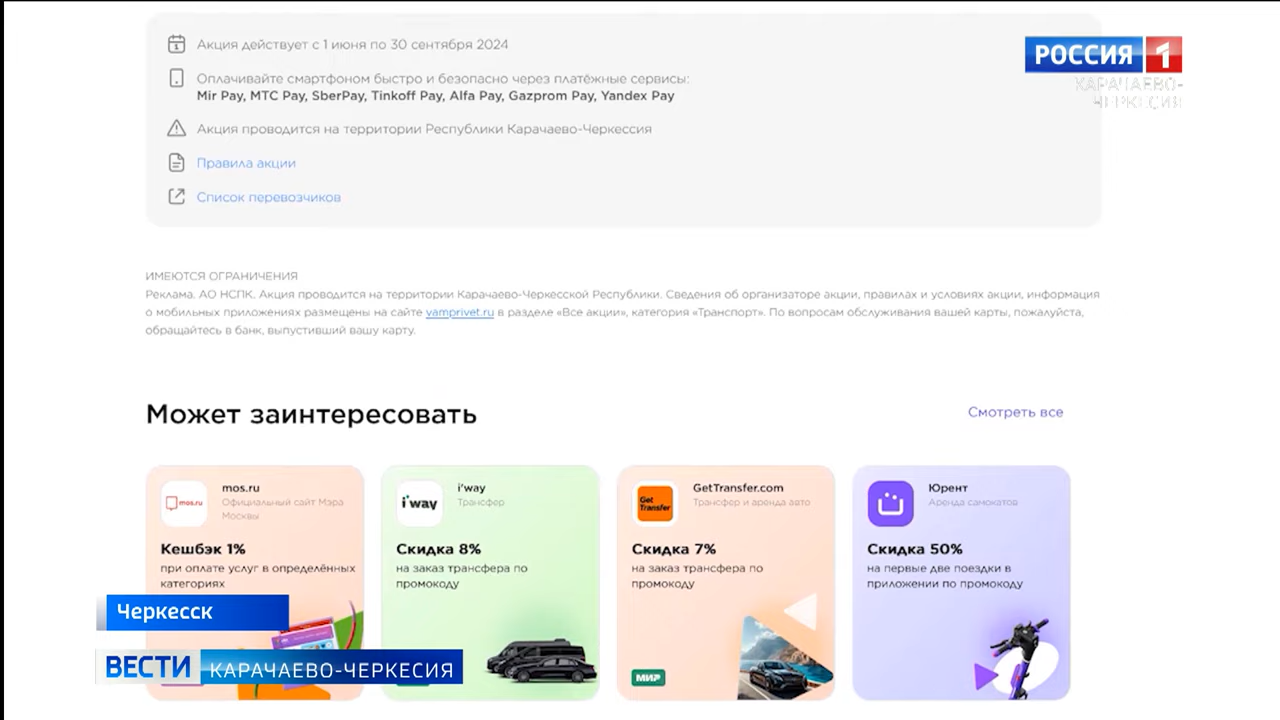 Акция действует с 1 июня по 30 сентября 2024
РОССИЯ 1
КАРАЧАЕВО-
ЧЕРКЕСИЯ
Оплачивайте смартфоном быстро и безопасно через платёжные сервисы:
Mir Pay, МТС Pay, SberPay, Tinkoff Pay, Alfa Pay, Gazprom Pay, Yandex Pay
Акция проводится на территории Республики Карачаево-Черкессия
Правила акции
Список перевозчиков
ИМЕЮТСЯ ОГРАНИЧЕНИЯ
Реклама. АО НСПК. Акция проводится на территории Карачаево-Черкесской Республики. Сведения об организаторе акции, правилах и условиях акции, информация
о мобильных приложениях размещены на сайте vamprivet.ru в разделе «Все акции», категория «Транспорт». По вопросам обслуживания вашей карты, пожалуйста,
обращайтесь в банк, выпустивший вашу карту.
Может заинтересовать
Смотреть все
mos.ru
mos.ru
Официальный сайт Мэра
Москвы
Кешбэк 1%
при оплате услуг в определённых
категориях
i'way
i'way
Трансфер
Скидка 8%
на заказ трансфера по
промокоду
Get
Transfer
GetTransfer.com
Трансфер и аренда авто
Скидка 7%
на заказ трансфера по
промокоду
МИР
Юрент
Аренда самокатов
Скидка 50%
на первые две поездки в
приложении по промокоду
Черкесск
ВЕСТИ КАРАЧАЕВО-ЧЕРКЕСИЯ